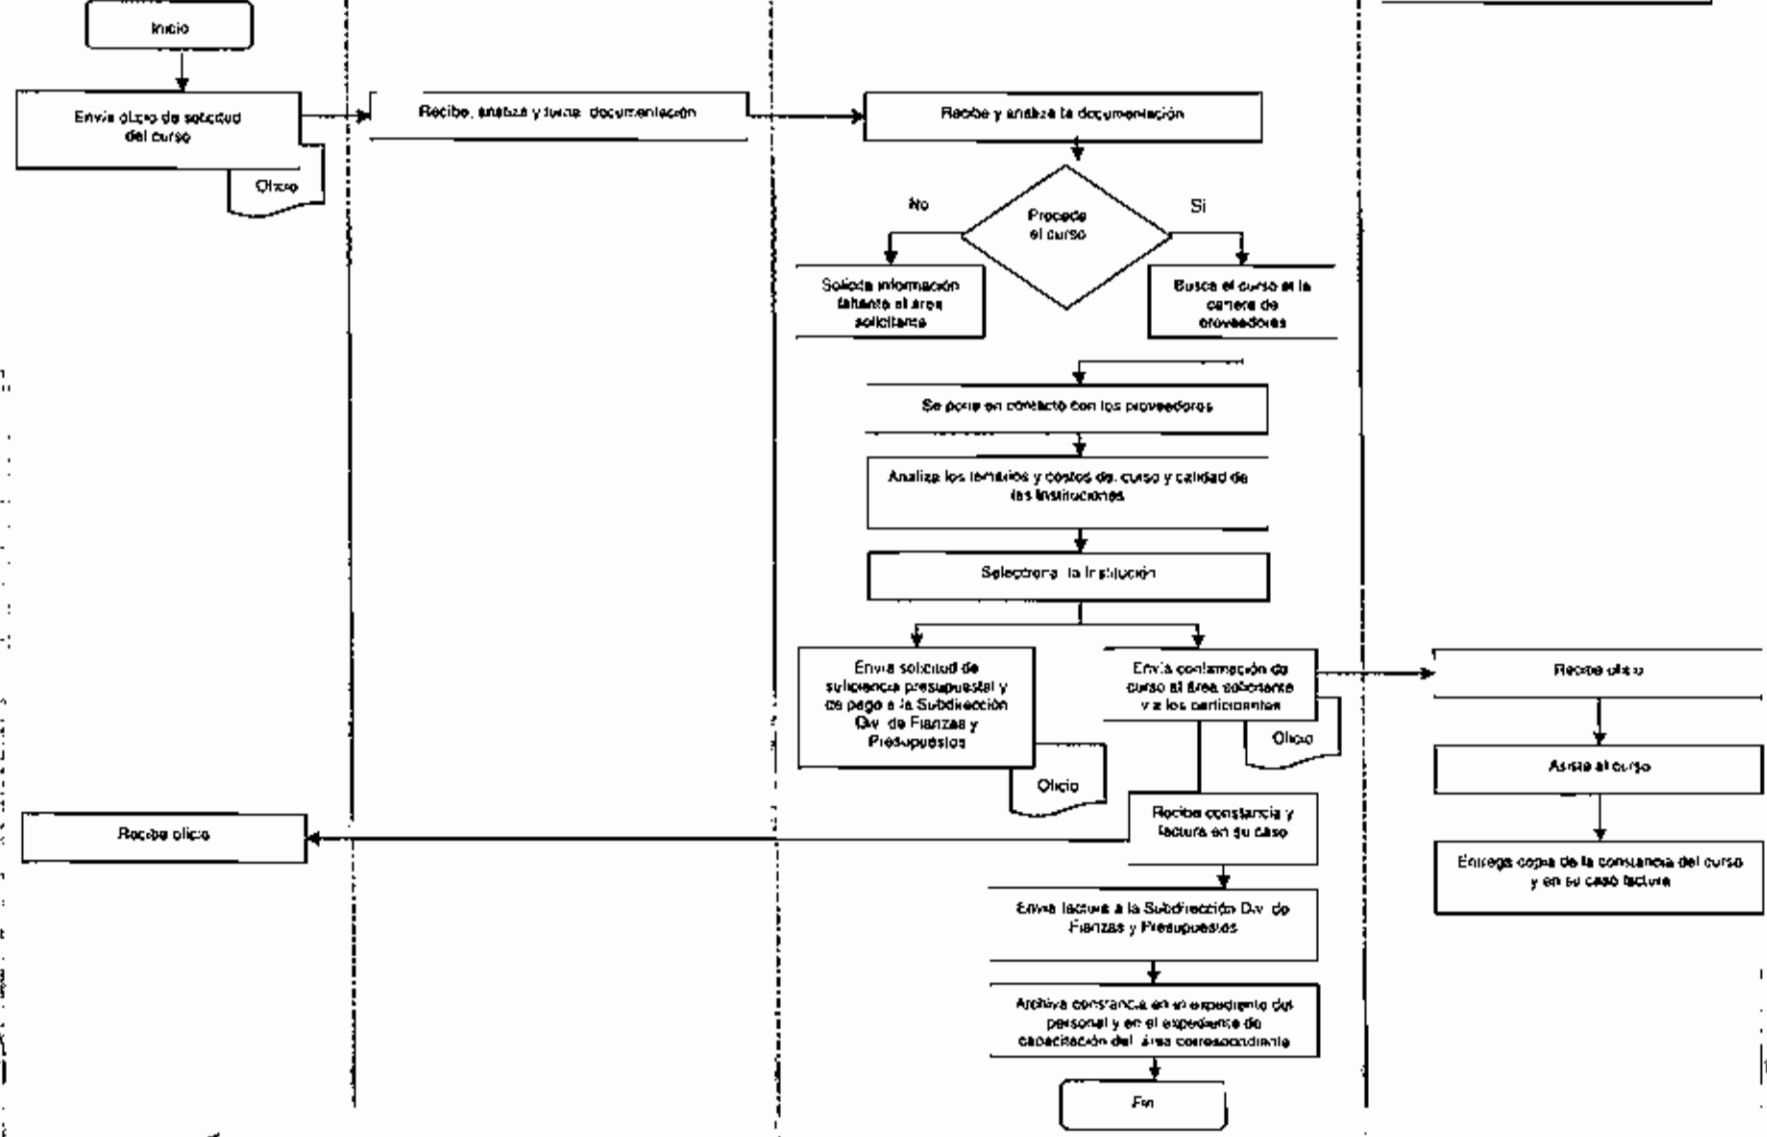 Inicio
Envia oficio de solicitud
del curso
Oficio
Recibe, analiza y turna documentación
Recibe y analiza la documentación
Procede
el curso
No
Si
Solicita información
faltante al área
solicitante
Busca el curso en la
cartera de
proveedores
Se pone en contacto con los proveedores
Analiza los temarios y costos del curso y calidad de
las Instituciones
Selecciona la Institución
Envia solicitud de
suficiencia presupuestal y
de pago a la Subdirección
Div. de Fianzas y
Presupuestos
Oficio
Envia confirmación de
curso al área solicitante
y a los participantes
Oficio
Recibe oficio
Asiste al curso
Entrega copia de la constancia del curso
y en su caso factura
Recibe oficio
Recibe constancia y
factura en su caso
Envia factura a la Subdirección Div. de
Fianzas y Presupuestos
Archiva constancia en el expediente del
personal y en el expediente de
capacitación del área correspondiente
Fin